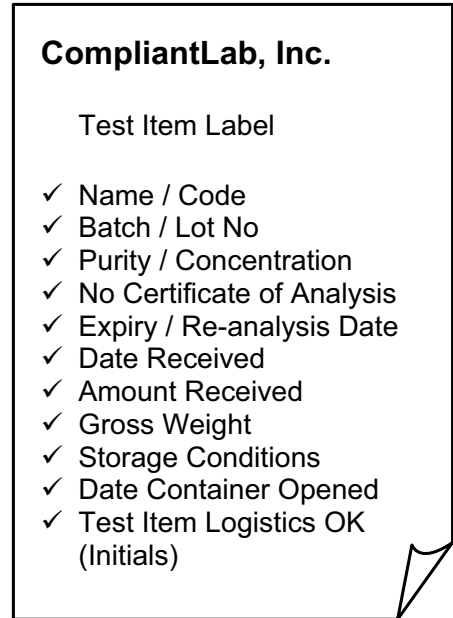 CompliantLab, Inc.
Test Item Label
✓ Name / Code
✓ Batch / Lot No
✓ Purity / Concentration
✓ No Certificate of Analysis
✓ Expiry / Re-analysis Date
✓ Date Received
✓ Amount Received
✓ Gross Weight
✓ Storage Conditions
✓ Date Container Opened
✓ Test Item Logistics OK
(Initials)